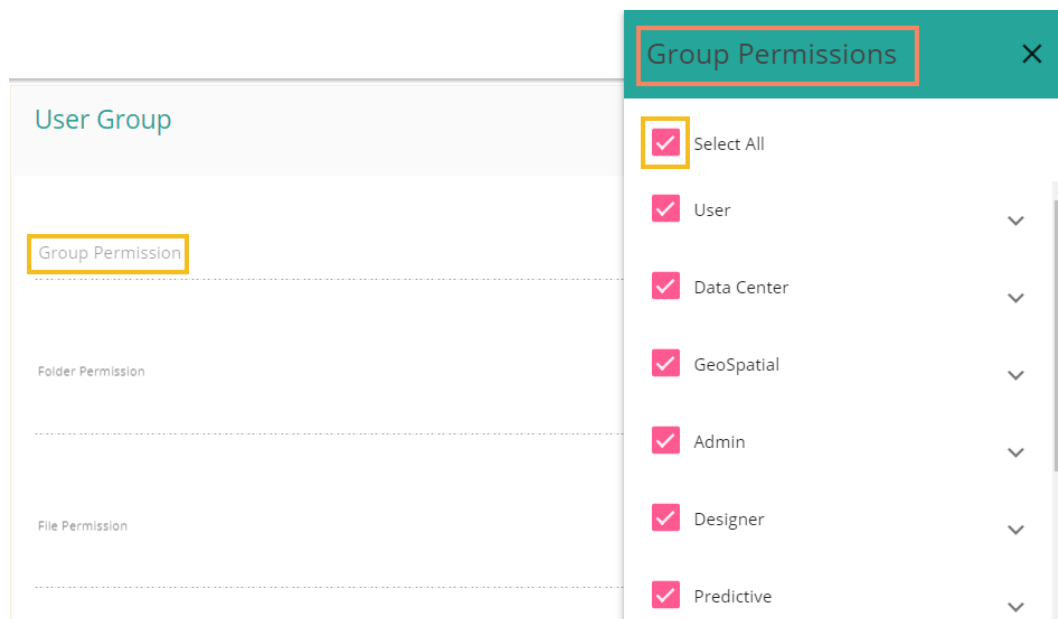 User Group
Group Permission
Folder Permission
File Permission
Group Permissions
Select All
User
Data Center
GeoSpatial
Admin
Designer
Predictive